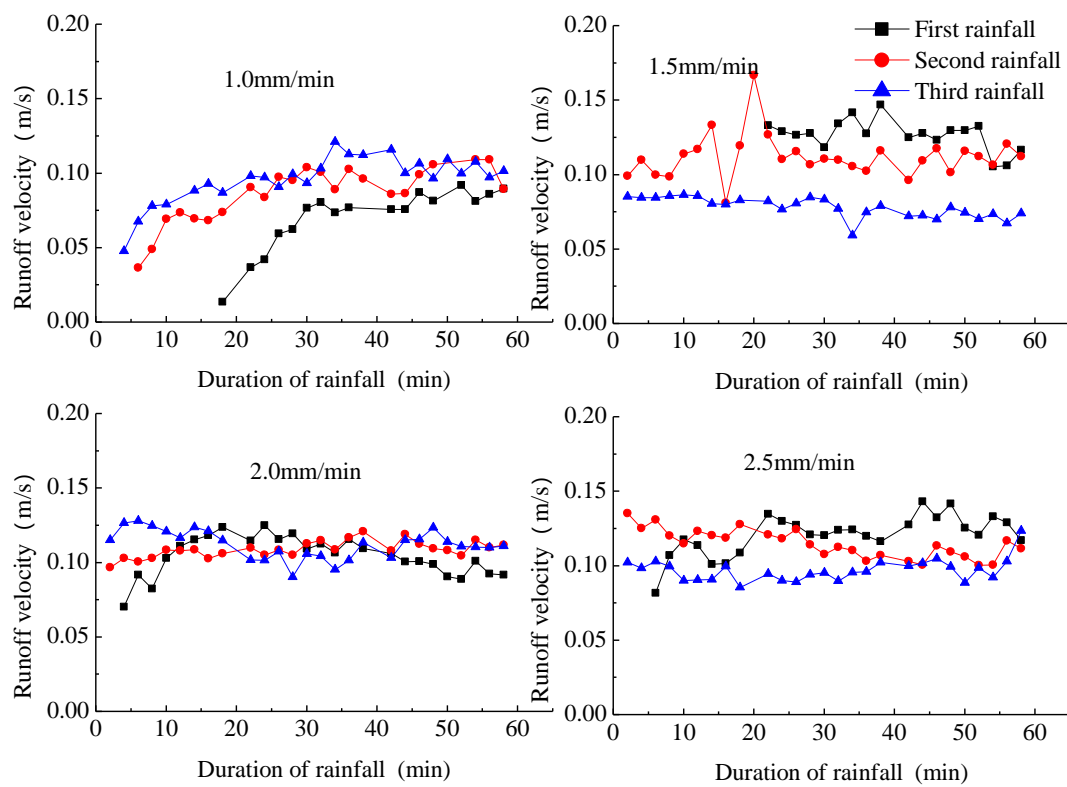 0.20
0.15
0.10
0.05
0.00
Runoff velocity (m/s)
1.0mm/min
0 10 20 30 40 50 60
Duration of rainfall (min)
0.20
0.15
0.10
0.05
0.00
Runoff velocity (m/s)
1.5mm/min
First rainfall
Second rainfall
Third rainfall
0 10 20 30 40 50 60
Duration of rainfall (min)
0.20
0.15
0.10
0.05
0.00
Runoff velocity (m/s)
2.0mm/min
0 10 20 30 40 50 60
Duration of rainfall (min)
0.20
0.15
0.10
0.05
0.00
Runoff velocity (m/s)
2.5mm/min
0 10 20 30 40 50 60
Duration of rainfall (min)